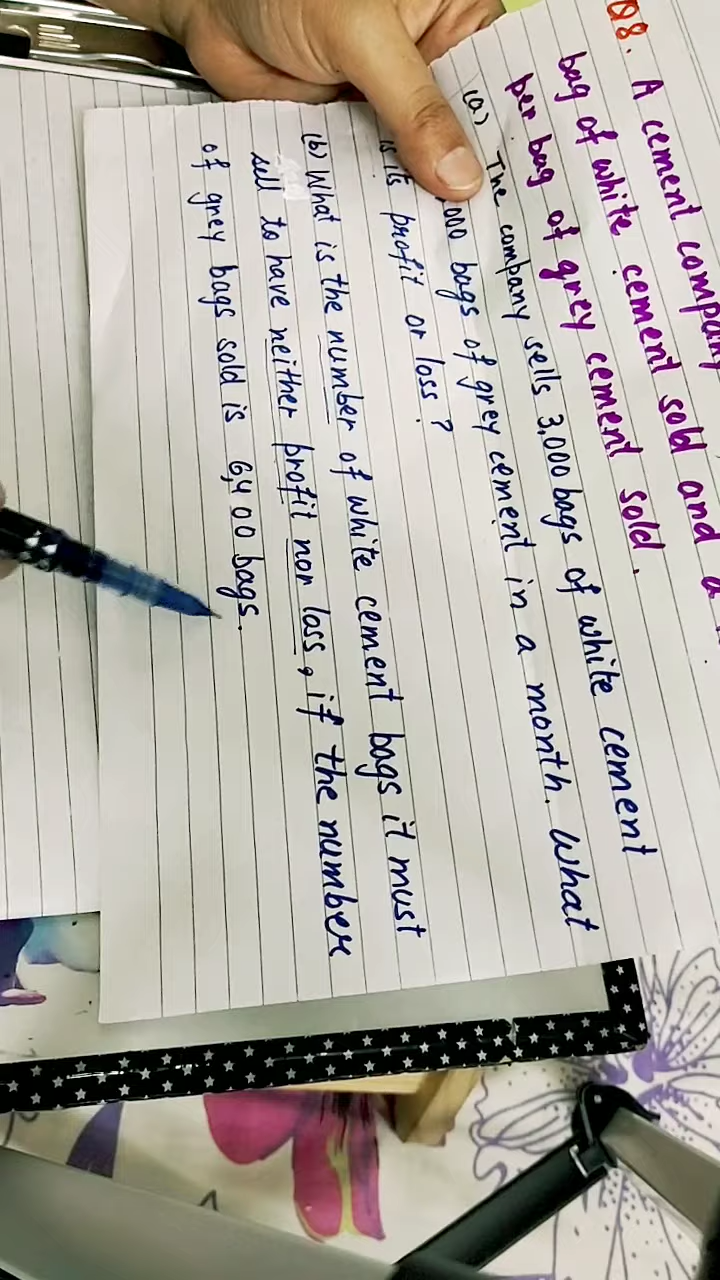 Q8. A cement company
bag of white cement sold and a
per bag of grey cement sold.
(a) The company sells 3,000 bags of white cement
,000 bags of grey cement in a month. What
is its profit or loss?
(b) What is the number of white cement bags it must
sell to have neither profit nor loss, if the number
of grey bags sold is 6,400 bags.